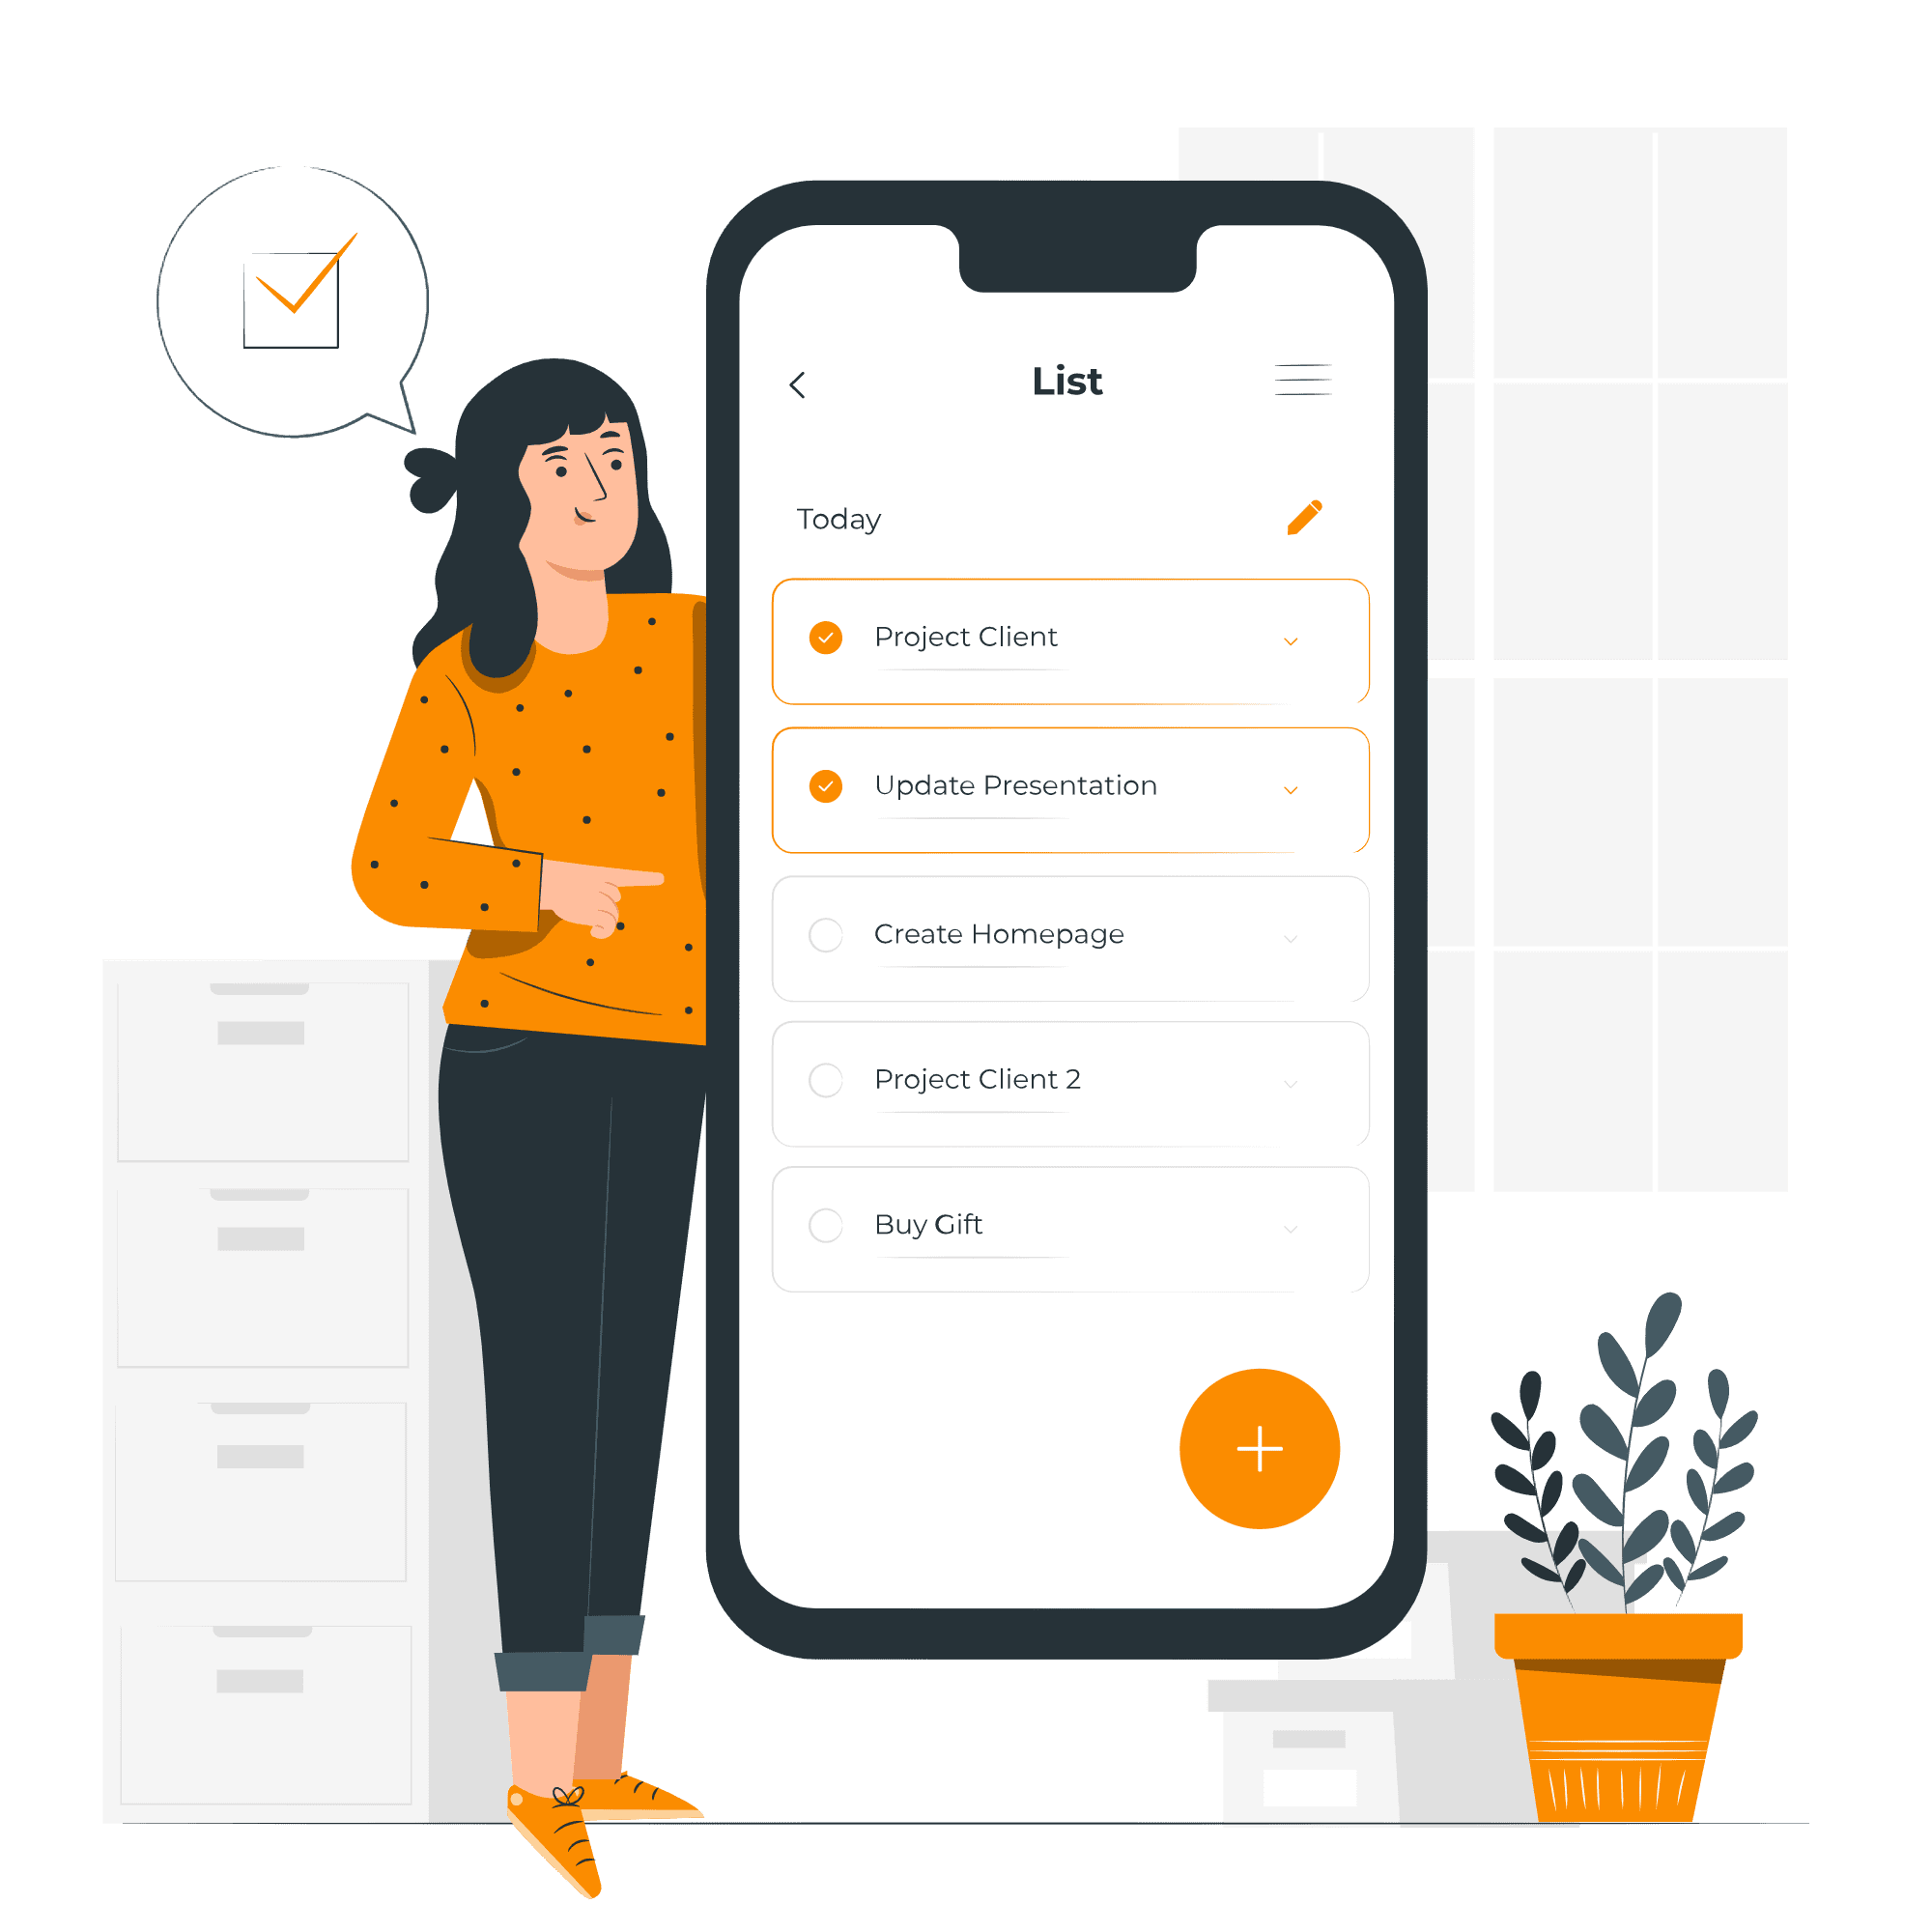 List
Today
Project Client
Update Presentation
Create Homepage
Project Client 2
Buy Gift